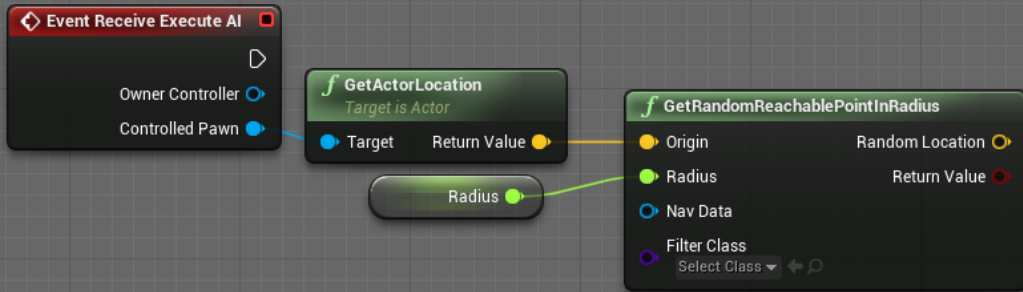 Event Receive Execute AI
Owner Controller
Controlled Pawn
f GetActorLocation
Target is Actor
Target Return Value
Radius
f GetRandomReachablePointInRadius
Origin Random Location
Radius Return Value
Nav Data
Filter Class
Select Class